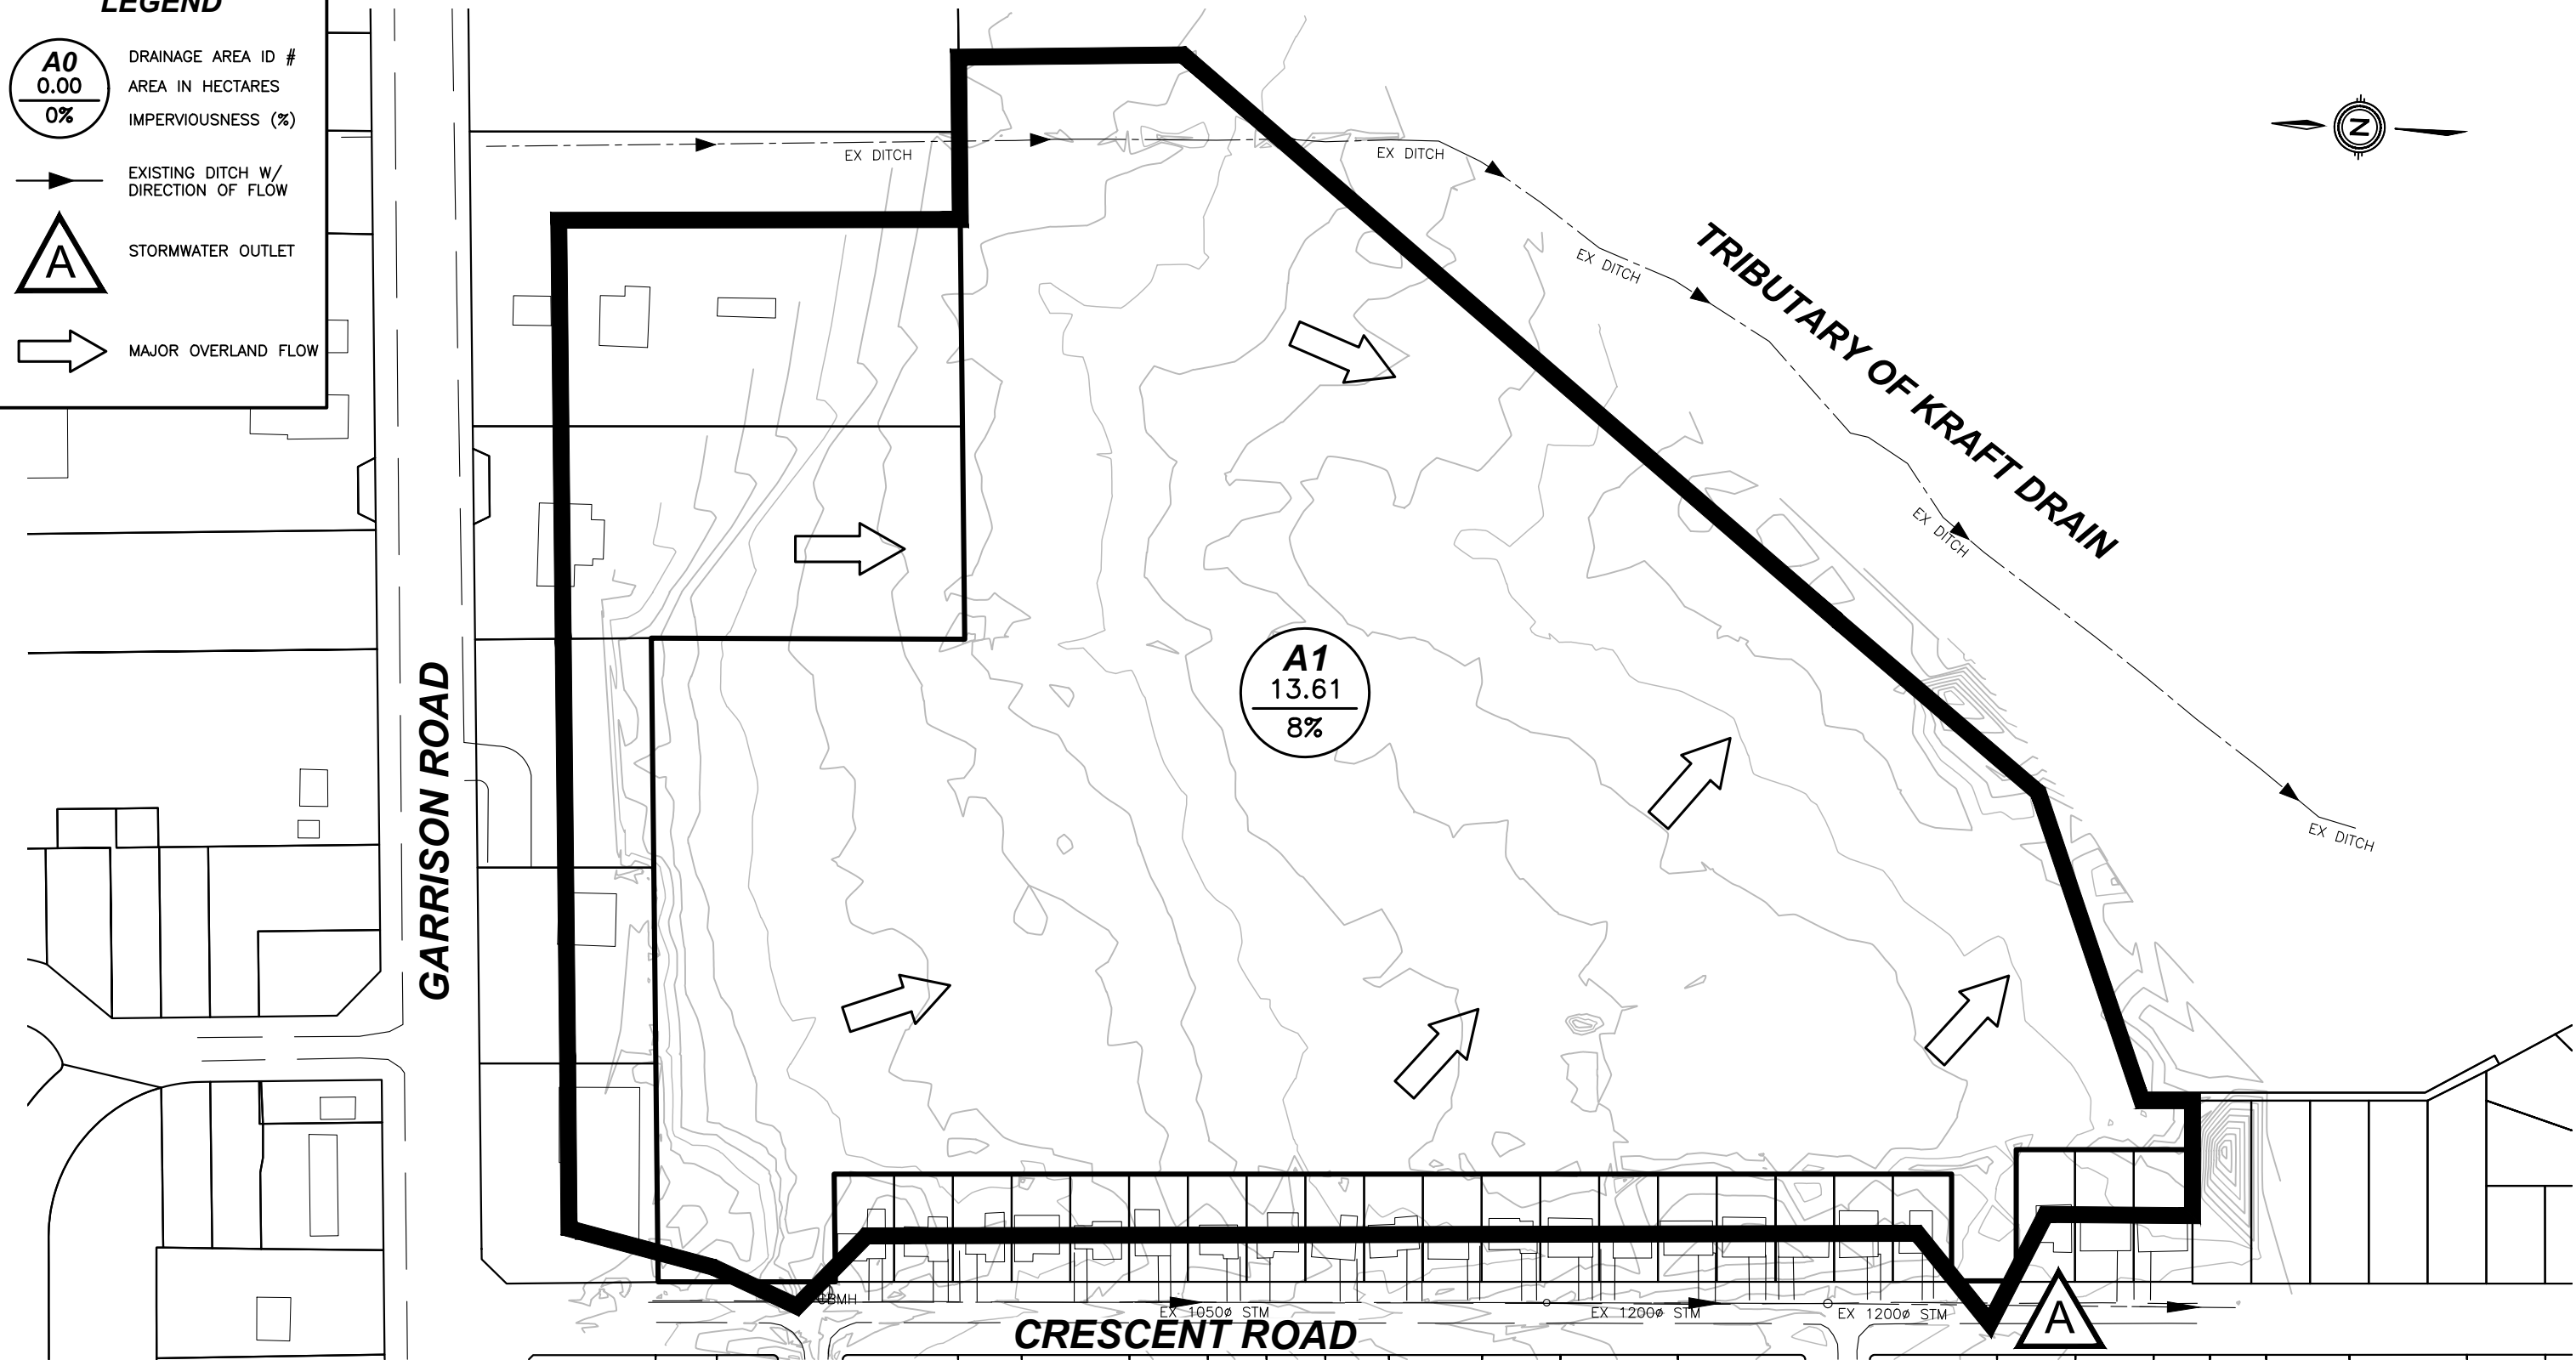 LEGEND
A0
0.00
0%
DRAINAGE AREA ID #
AREA IN HECTARES
IMPERVIOUSNESS (%)
EXISTING DITCH W/
DIRECTION OF FLOW
A
STORMWATER OUTLET
MAJOR OVERLAND FLOW
EX DITCH
EX DITCH
EX DITCH
EX DITCH
EX DITCH
N
TRIBUTARY OF KRAFT DRAIN
GARRISON ROAD
A1
13.61
8%
CBMH
EX 1050ø STM
EX 1200ø STM
EX 1200ø STM
CRESCENT ROAD
A